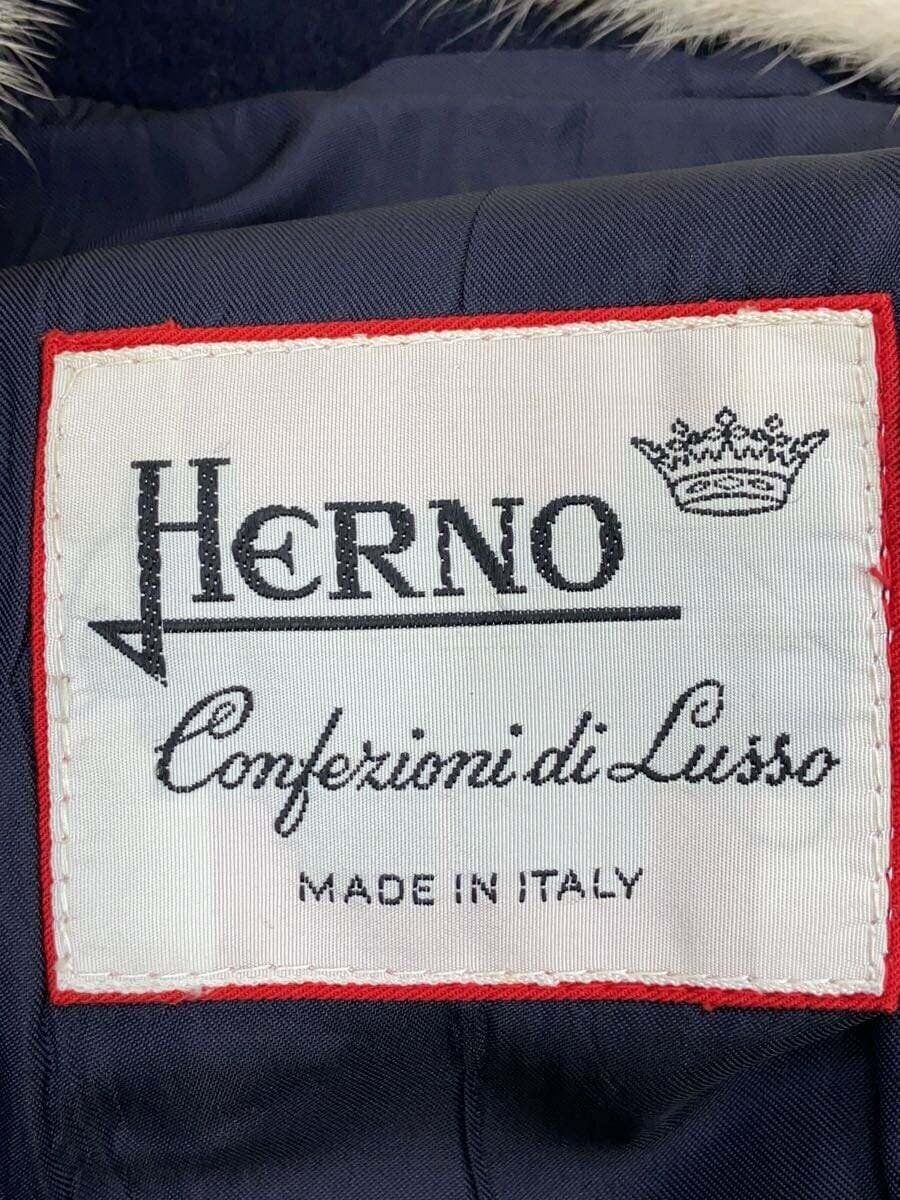 HERNO
Confezioni di Lusso
MADE IN ITALY